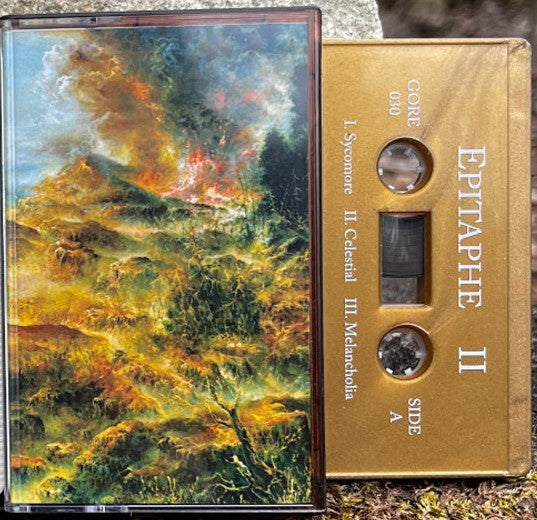 EPITAPHE II
GORE
030
SIDE
A
I. Sycomore II. Celestial III. Melancholia